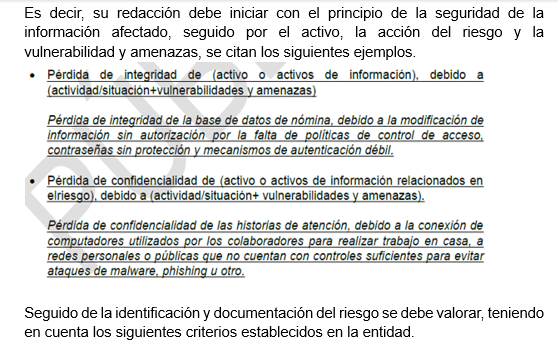 Es decir, su redacción debe iniciar con el principio de la seguridad de la
información afectado, seguido por el activo, la acción del riesgo y la
vulnerabilidad y amenazas, se citan los siguientes ejemplos.
• Pérdida de integridad de (activo o activos de información), debido a
(actividad/situación+vulnerabilidades y amenazas)
Pérdida de integridad de la base de datos de nómina, debido a la modificación de
información sin autorización por la falta de políticas de control de acceso,
contraseñas sin protección y mecanismos de autenticación débil.
• Pérdida de confidencialidad de (activo o activos de información relacionados en
elriesgo), debido a (actividad/situación+ vulnerabilidades y amenazas).
Pérdida de confidencialidad de las historias de atención, debido a la conexión de
computadores utilizados por los colaboradores para realizar trabajo en casa, a
redes personales o públicas que no cuentan con controles suficientes para evitar
ataques de malware, phishing u otro.
Seguido de la identificación y documentación del riesgo se debe valorar, teniendo
en cuenta los siguientes criterios establecidos en la entidad.